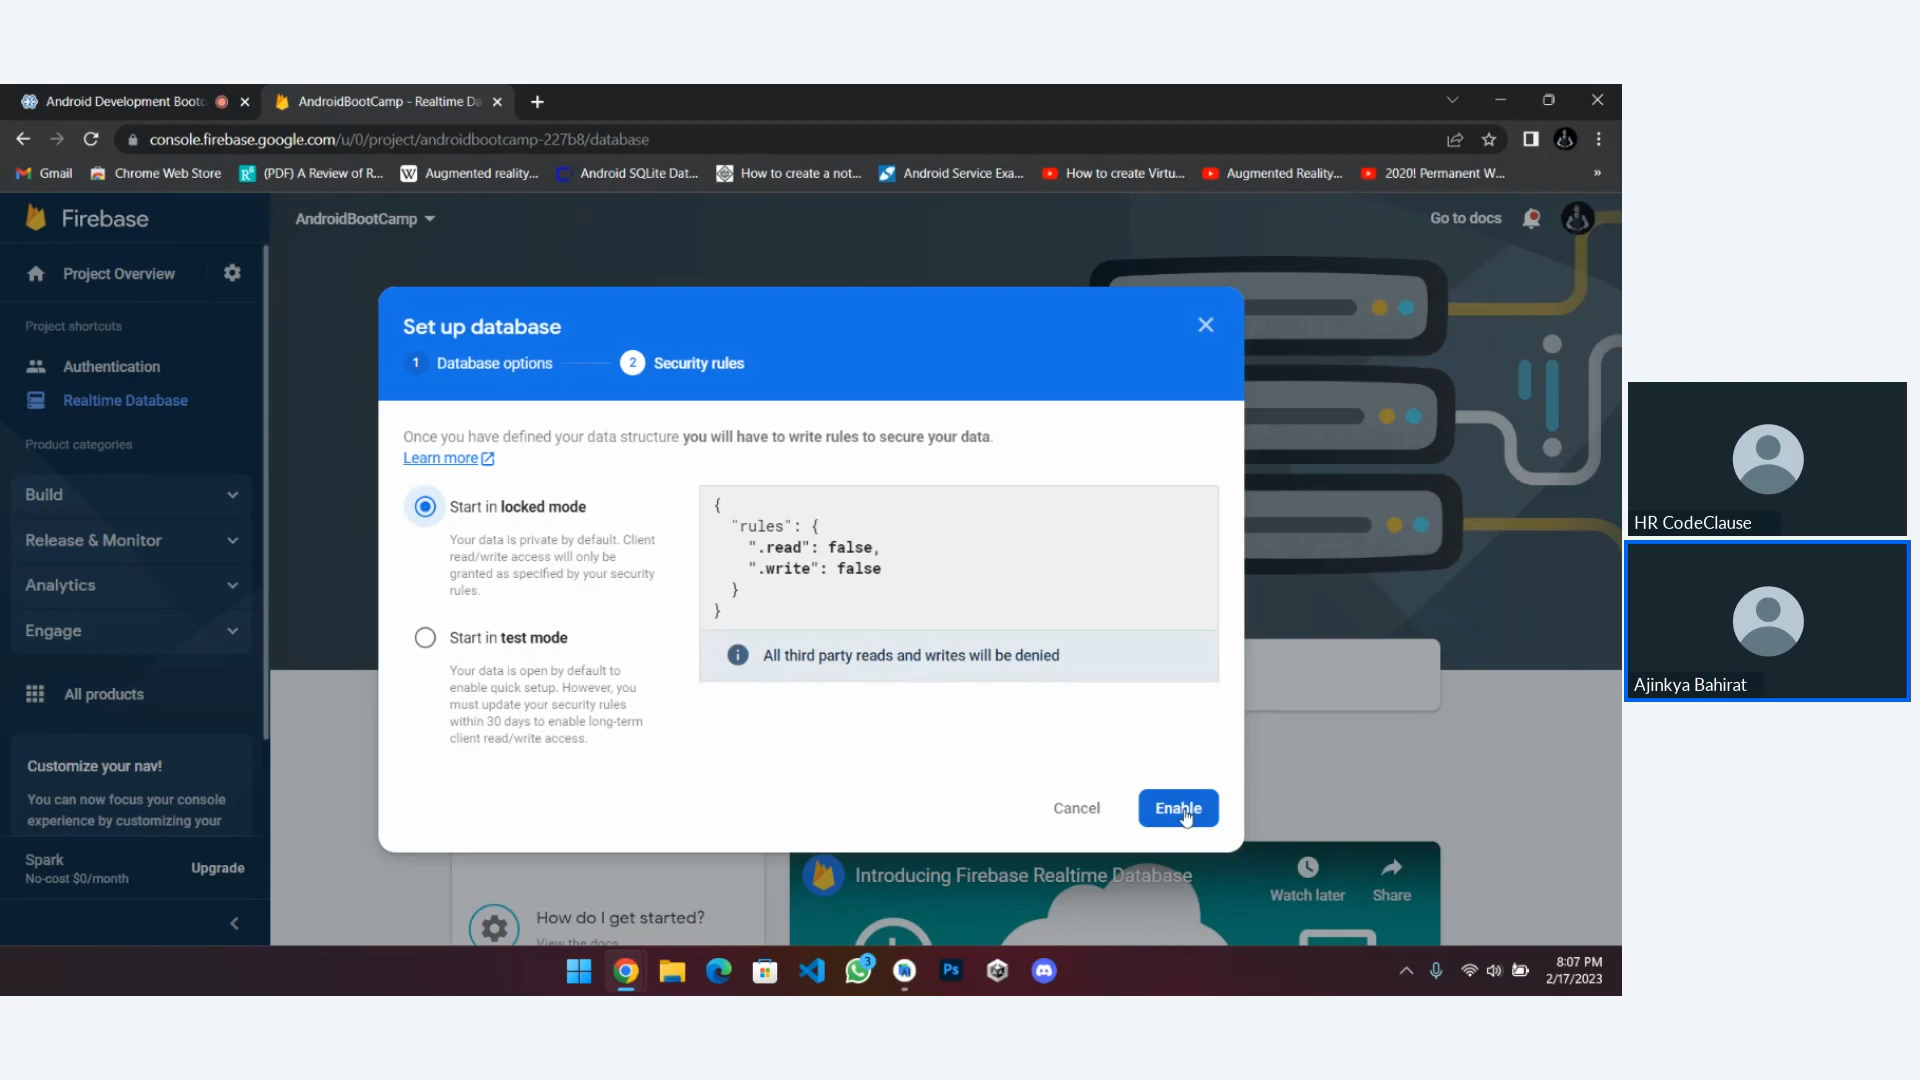 Android Development Bootc
AndroidBootCamp - Realtime Da
console.firebase.google.com/u/0/project/androidbootcamp-227b8/database
Gmail
Chrome Web Store
(PDF) A Review of R...
Augmented reality...
Android SQLite Dat...
How to create a not...
Android Service Exa...
How to create Virtu...
Augmented Reality...
2020! Permanent W...
»
Firebase
AndroidBootCamp
Go to docs
Project Overview
Project shortcuts
Authentication
Realtime Database
Product categories
Build
Release & Monitor
Analytics
Engage
All products
Customize your nav!
You can now focus your console
experience by customizing your
Spark
No-cost $0/month
Upgrade
Set up database
1 Database options
2 Security rules
Once you have defined your data structure you will have to write rules to secure your data.
Learn more
Start in locked mode
Your data is private by default. Client
read/write access will only be
granted as specified by your security
rules.
Start in test mode
Your data is open by default to
enable quick setup. However, you
must update your security rules
within 30 days to enable long-term
client read/write access.
{
"rules": {
".read": false,
".write": false
}
}
All third party reads and writes will be denied
Cancel
Enable
How do I get started?
View the docs
Introducing Firebase Realtime Database
Watch later
Share
HR CodeClause
Ajinkya Bahirat
3
Ps
8:07 PM
2/17/2023